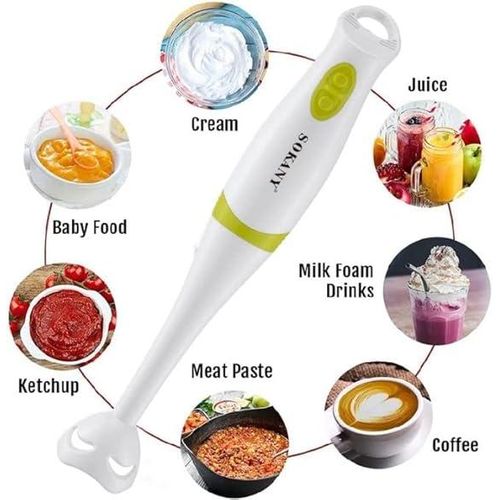 Cream
Juice
SOKANY
Baby Food
Milk Foam
Drinks
Ketchup
Meat Paste
Coffee